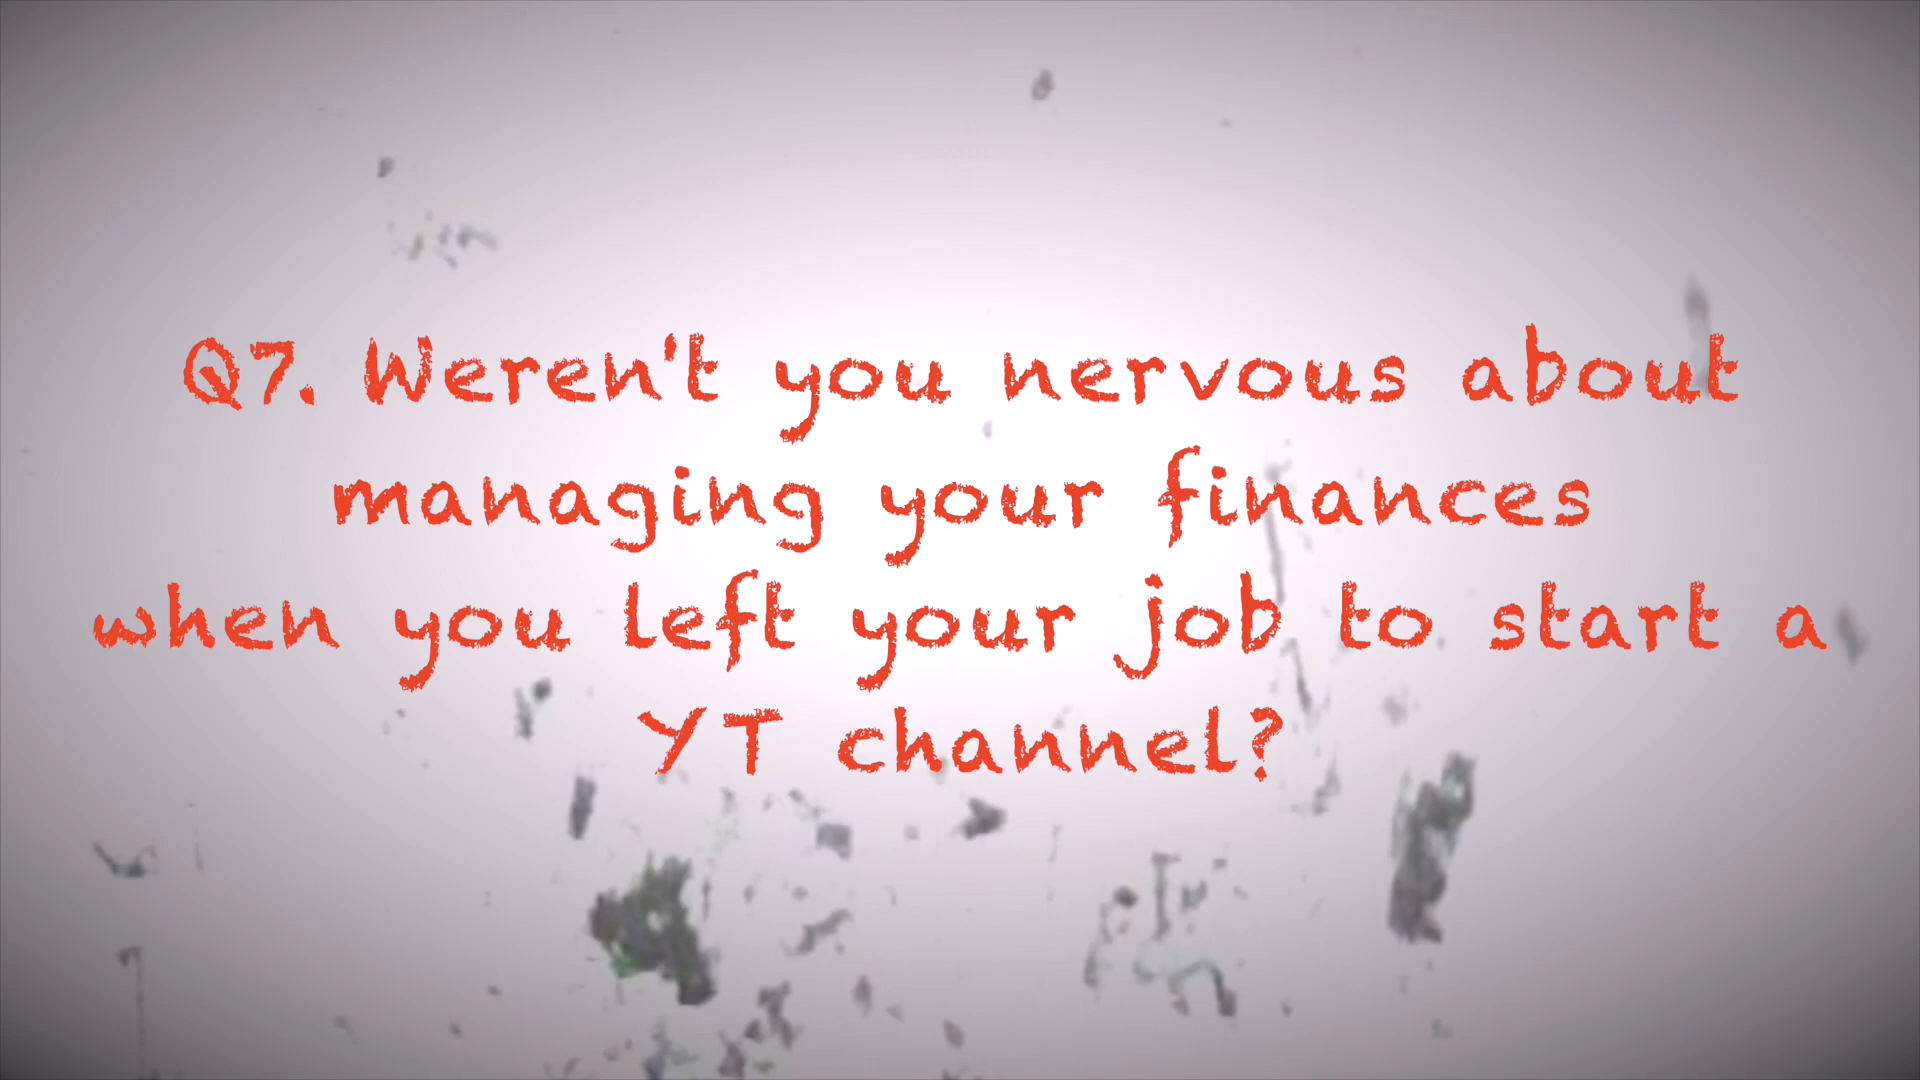 Q7. Weren't you nervous about
managing your finances
when you left your job to start a
YT channel?